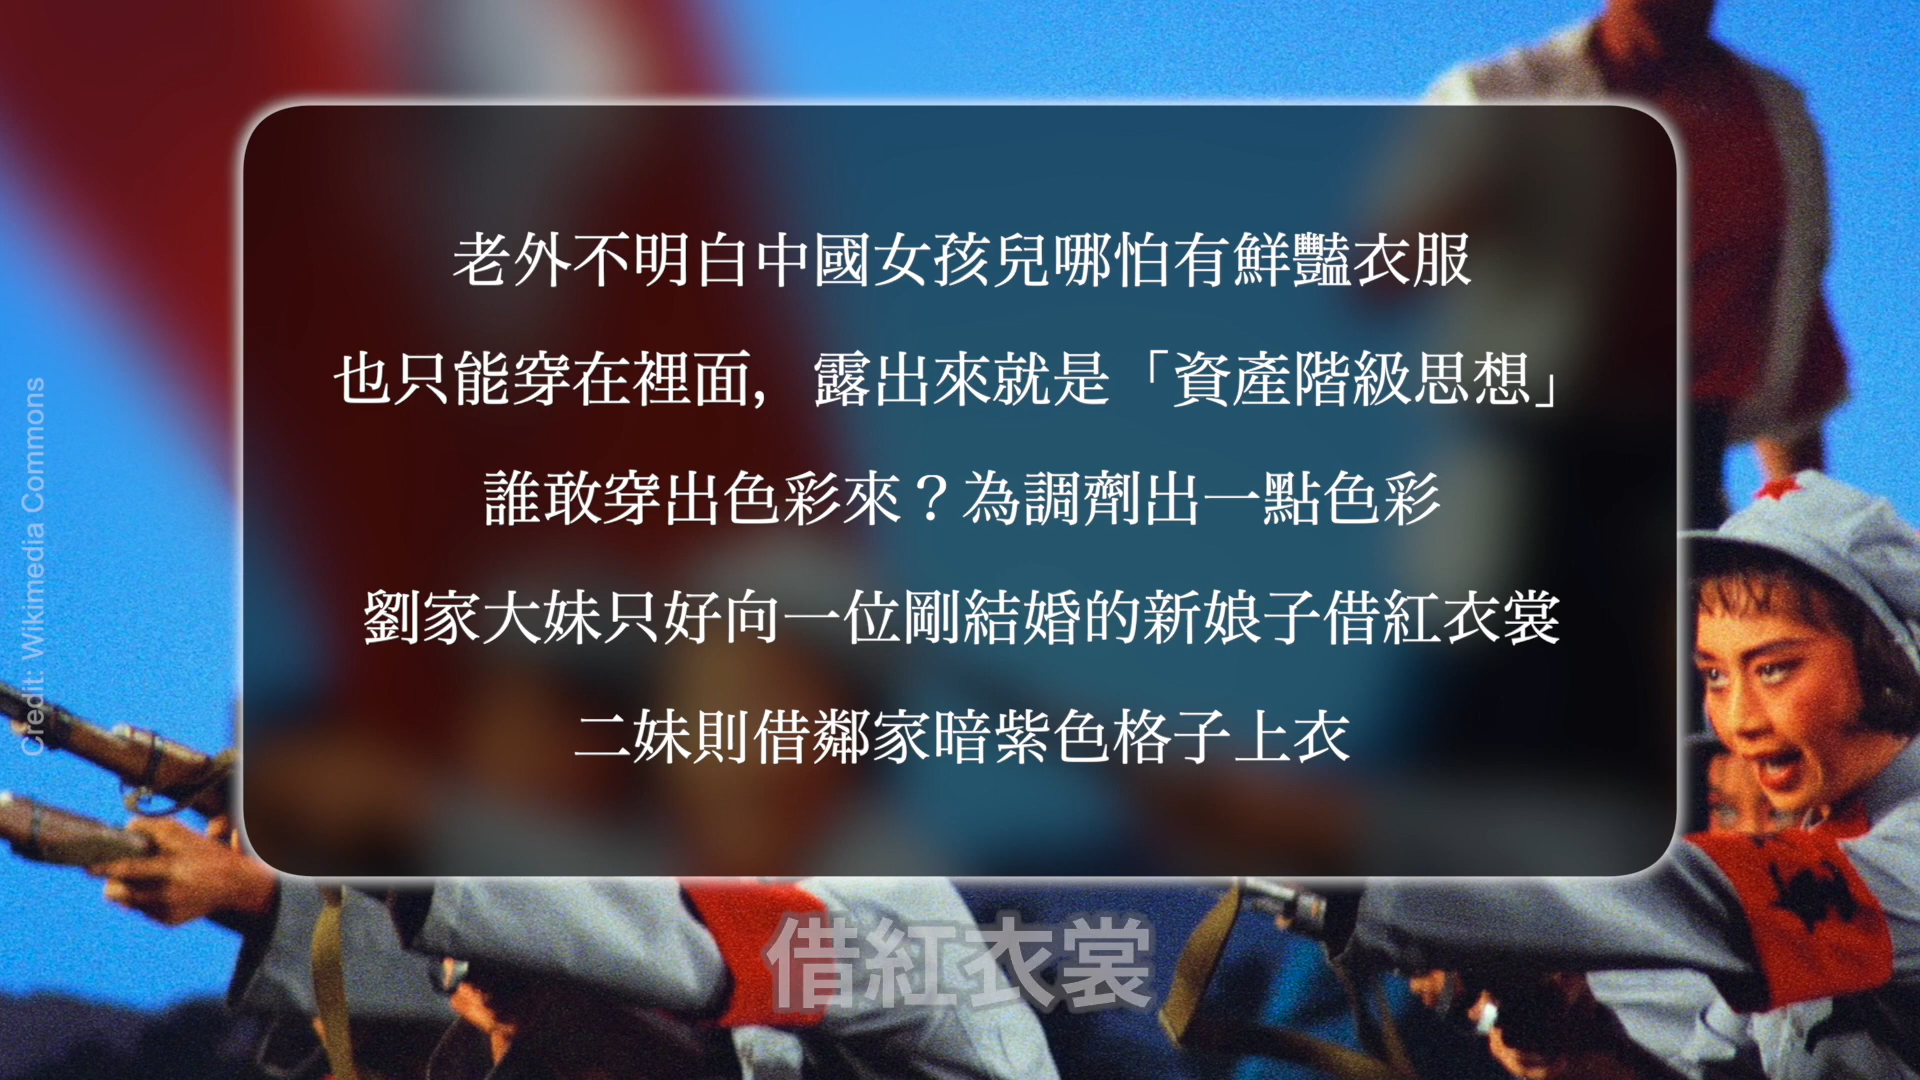 老外不明白中國女孩兒哪怕有鮮豔衣服
也只能穿在裡面，露出來就是「資產階級思想」
誰敢穿出色彩來？為調劑出一點色彩
劉家大妹只好向一位剛結婚的新娘子借紅衣裳
二妹則借鄰家暗紫色格子上衣
借紅衣裳
Credit: Wikimedia Commons